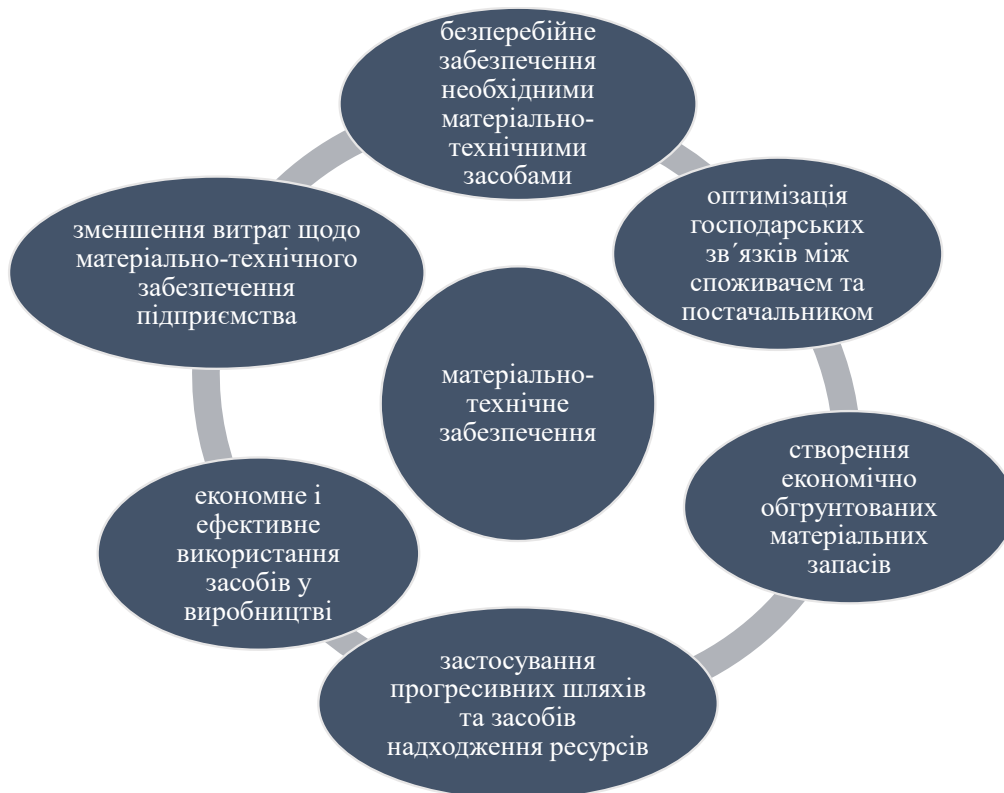 безперебійне
забезпечення
необхідними
матеріально-
технічними
засобами
оптимізація
господарських
зв´язків між
споживачем та
постачальником
створення
економічно
обгрунтованих
матеріальних
запасів
застосування
прогресивних шляхів
та засобів
надходження ресурсів
економне і
ефективне
використання
засобів у
виробництві
зменшення витрат щодо
матеріально-технічного
забезпечення
підприємства
матеріально-
технічне
забезпечення